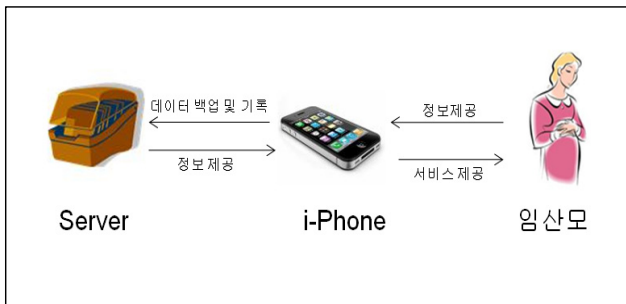 데이터 백업 및 기록
정보제공
정보제공
서비스제공
Server
i-Phone
임산모